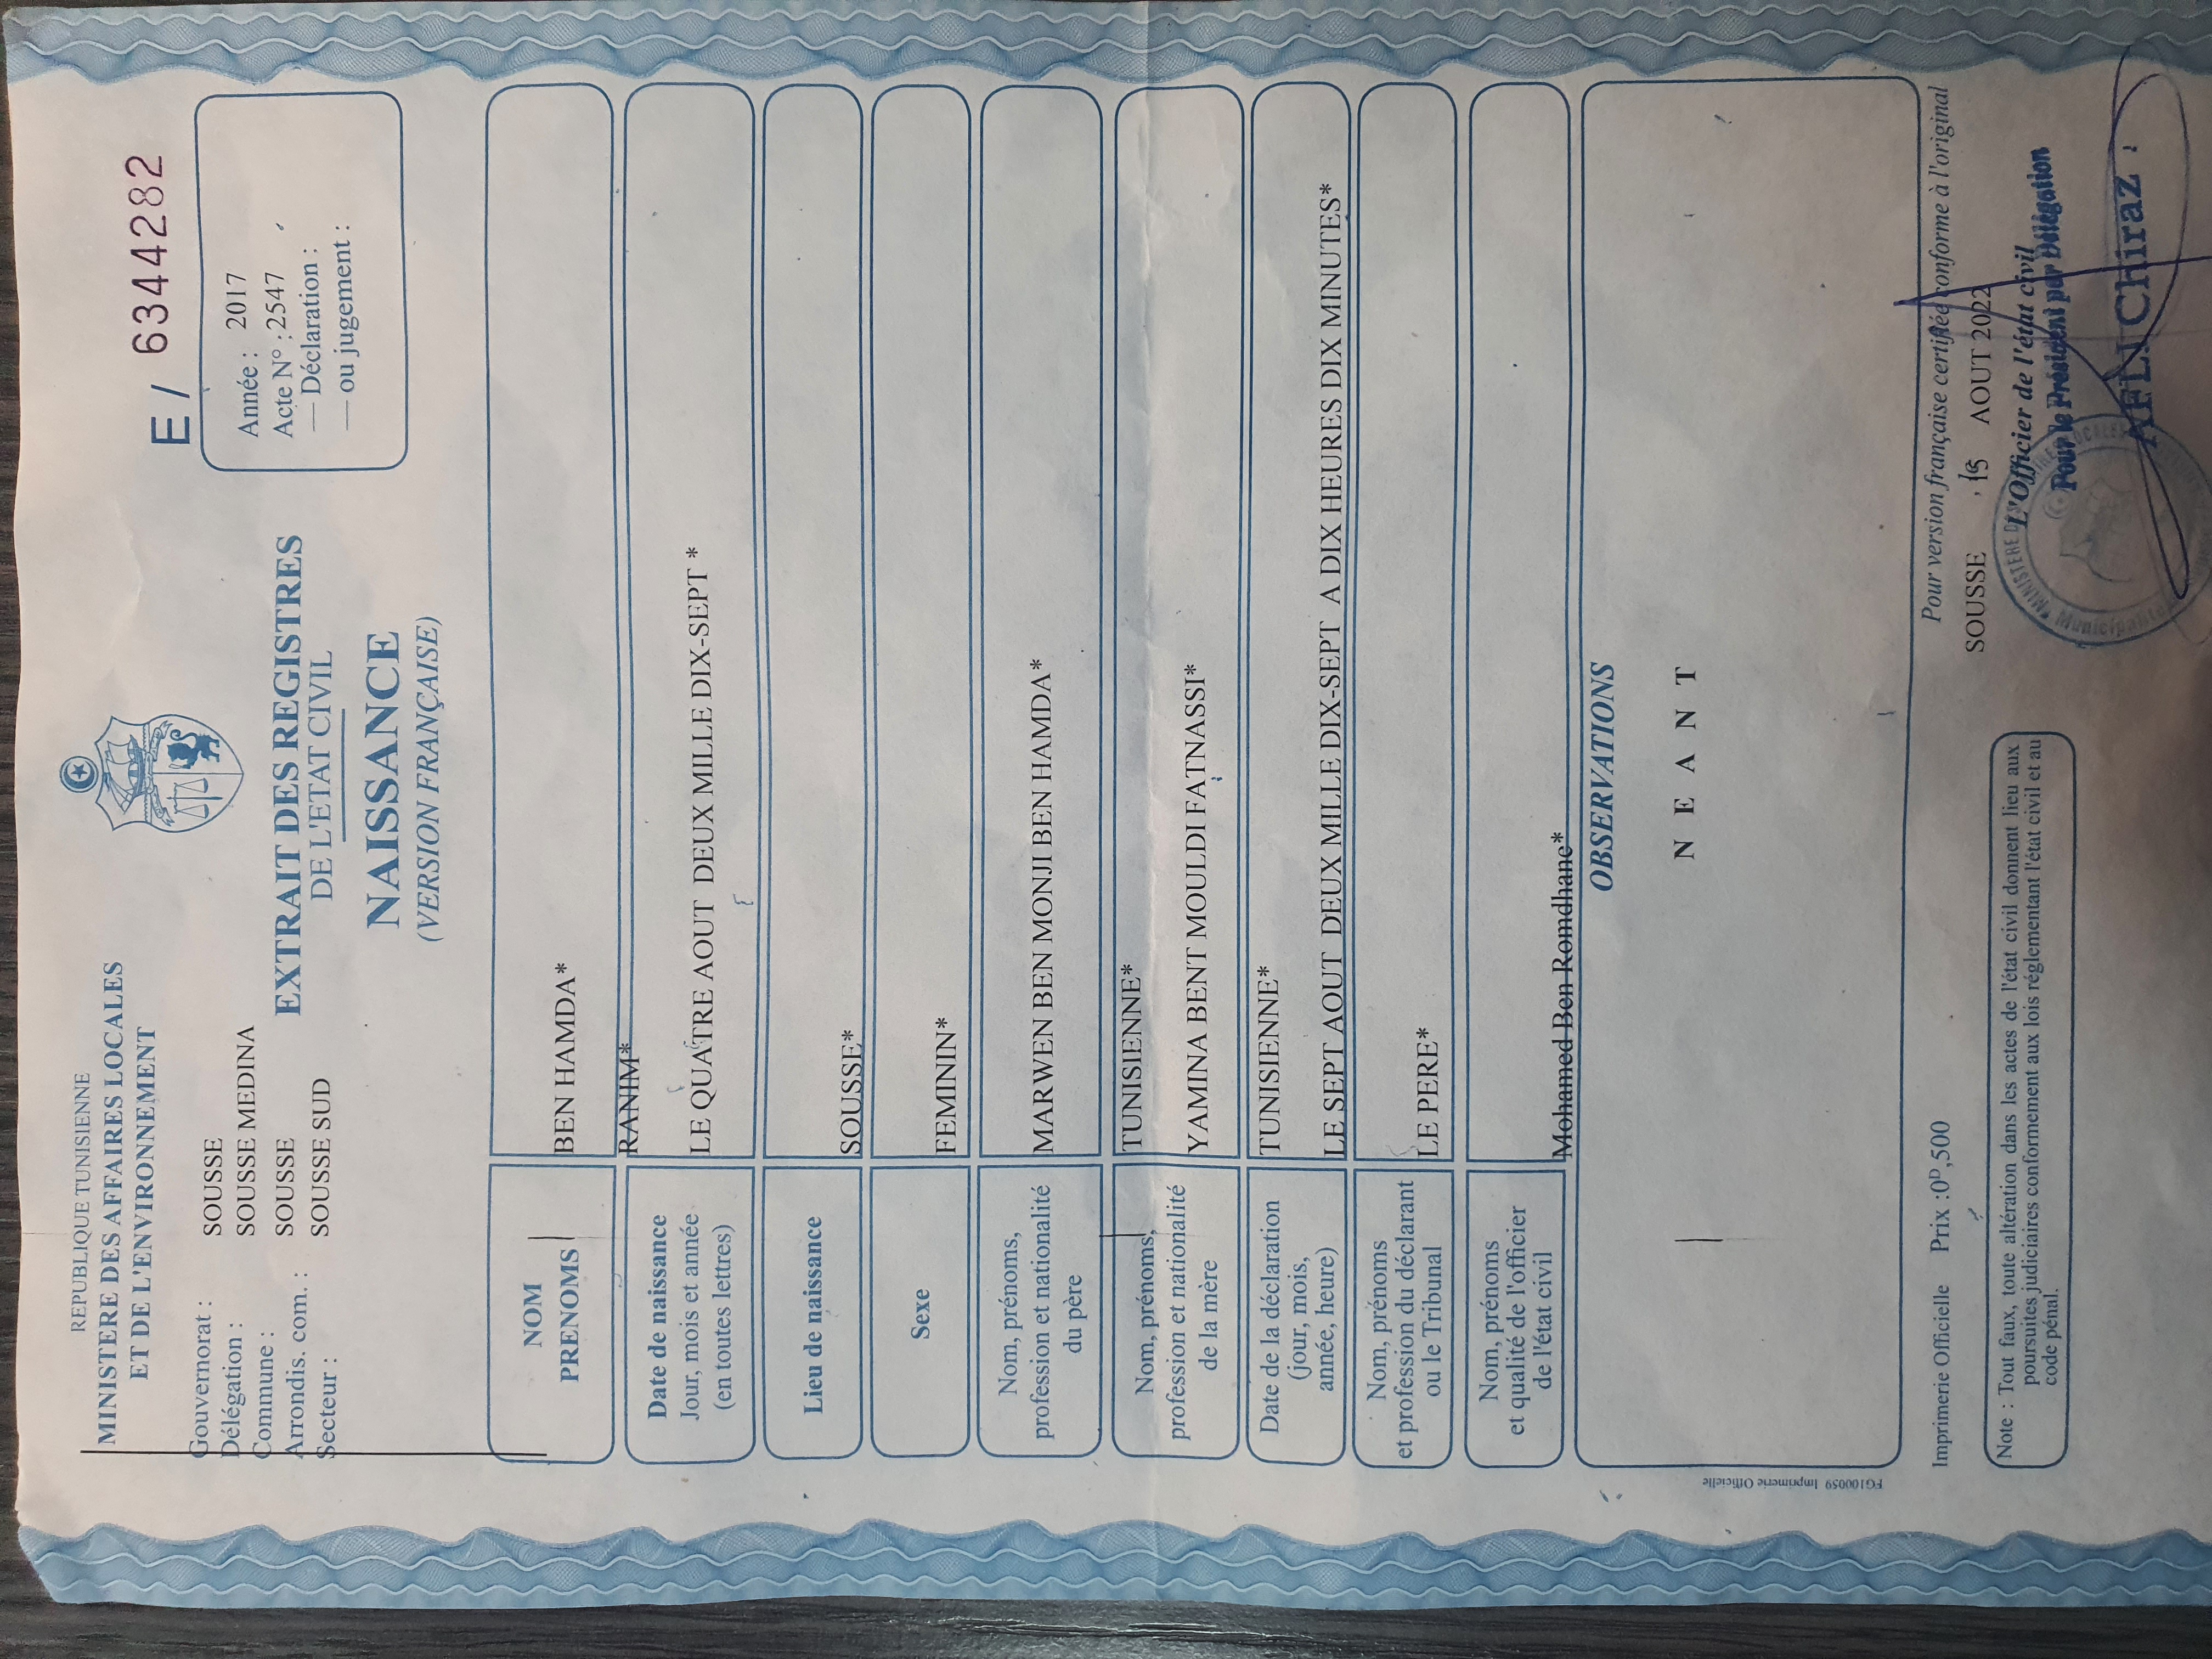 REPUBLIQUE TUNISIENNE
MINISTERE DES AFFAIRES LOCALES
ET DE L'ENVIRONNEMENT
E / 6344282
Gouvernorat : SOUSSE
Délégation : SOUSSE MEDINA
Commune : SOUSSE
Arrondis. com. : SOUSSE SUD
Secteur :
Année : 2017
Acte N° : 2547
— Déclaration :
— ou jugement :
EXTRAIT DES REGISTRES
DE L'ETAT CIVIL
NAISSANCE
(VERSION FRANÇAISE)
NOM
PRENOMS
BEN HAMDA*
RANIM*
Date de naissance
Jour, mois et année
(en toutes lettres)
LE QUATRE AOUT DEUX MILLE DIX-SEPT *
Lieu de naissance
SOUSSE*
Sexe
FEMININ*
Nom, prénoms,
profession et nationalité
du père
MARWEN BEN MONJI BEN HAMDA*
TUNISIENNE*
Nom, prénoms,
profession et nationalité
de la mère
YAMINA BENT MOULDI FATNASSI*
TUNISIENNE*
Date de la déclaration
(jour, mois,
année, heure)
LE SEPT AOUT DEUX MILLE DIX-SEPT A DIX HEURES DIX MINUTES*
Nom, prénoms
et profession du déclarant
ou le Tribunal
LE PERE*
Nom, prénoms
et qualité de l'officier
de l'état civil
Mohamed Ben Romdhane*
OBSERVATIONS
N E A N T
FG100059 Imprimerie Officielle
Imprimerie Officielle Prix :0ᴰ,500
Pour version française certifiée conforme à l'original
SOUSSE , 15 AOUT 2022
L'Officier de l'état civil
Pour le Président par Délégation
AFLI Chiraz
Note : Tout faux, toute altération dans les actes de l'état civil donnent lieu aux
poursuites judiciaires conformement aux lois réglementant l'état civil et au
code pénal.